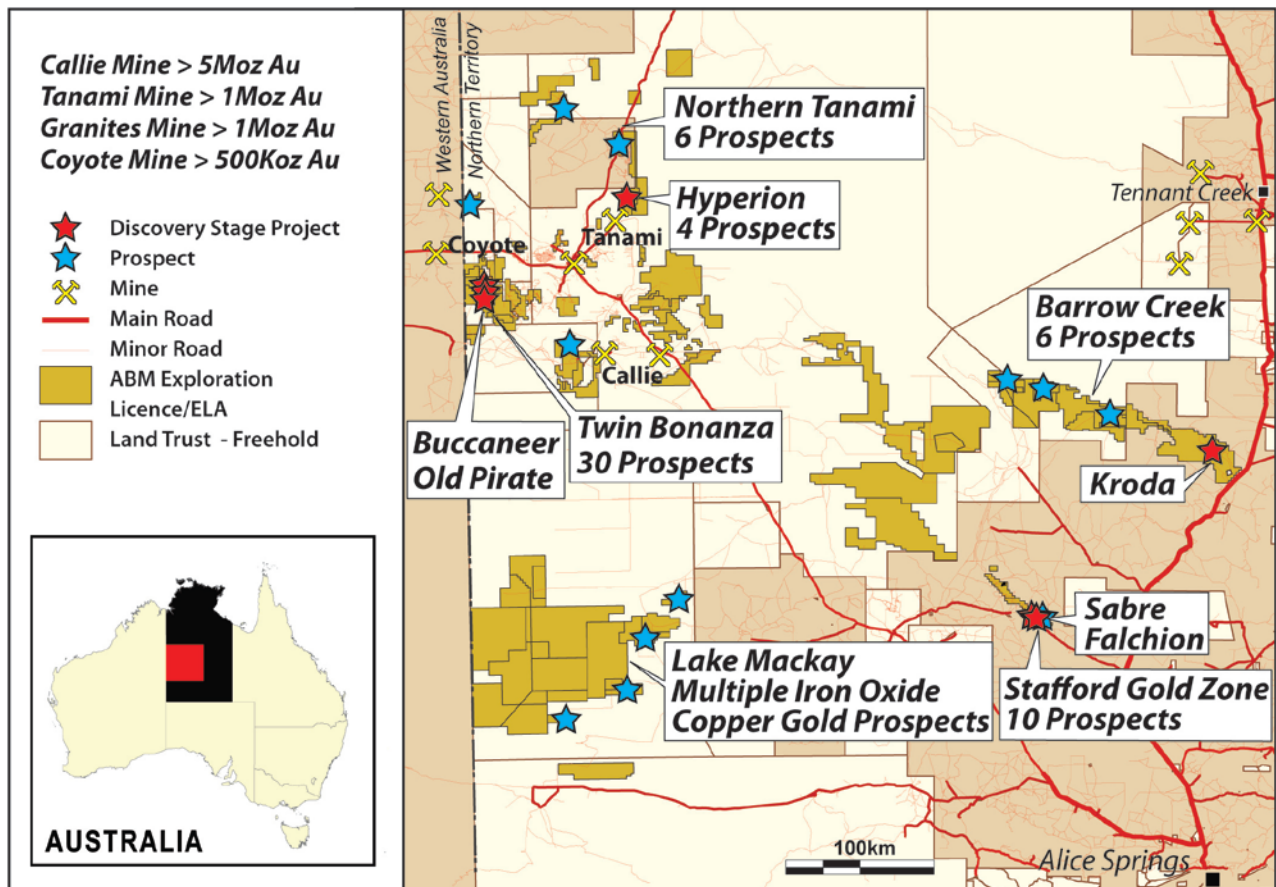 Callie Mine > 5Moz Au
Tanami Mine > 1Moz Au
Granites Mine > 1Moz Au
Coyote Mine > 500Koz Au
Discovery Stage Project
Prospect
Mine
Main Road
Minor Road
ABM Exploration
Licence/ELA
Land Trust - Freehold
AUSTRALIA
Western Australia
Northern Territory
Northern Tanami
6 Prospects
Hyperion
4 Prospects
Tennant Creek
Coyote
Tanami
Barrow Creek
6 Prospects
Callie
Buccaneer
Old Pirate
Twin Bonanza
30 Prospects
Kroda
Sabre
Falchion
Lake Mackay
Multiple Iron Oxide
Copper Gold Prospects
Stafford Gold Zone
10 Prospects
100km
Alice Springs